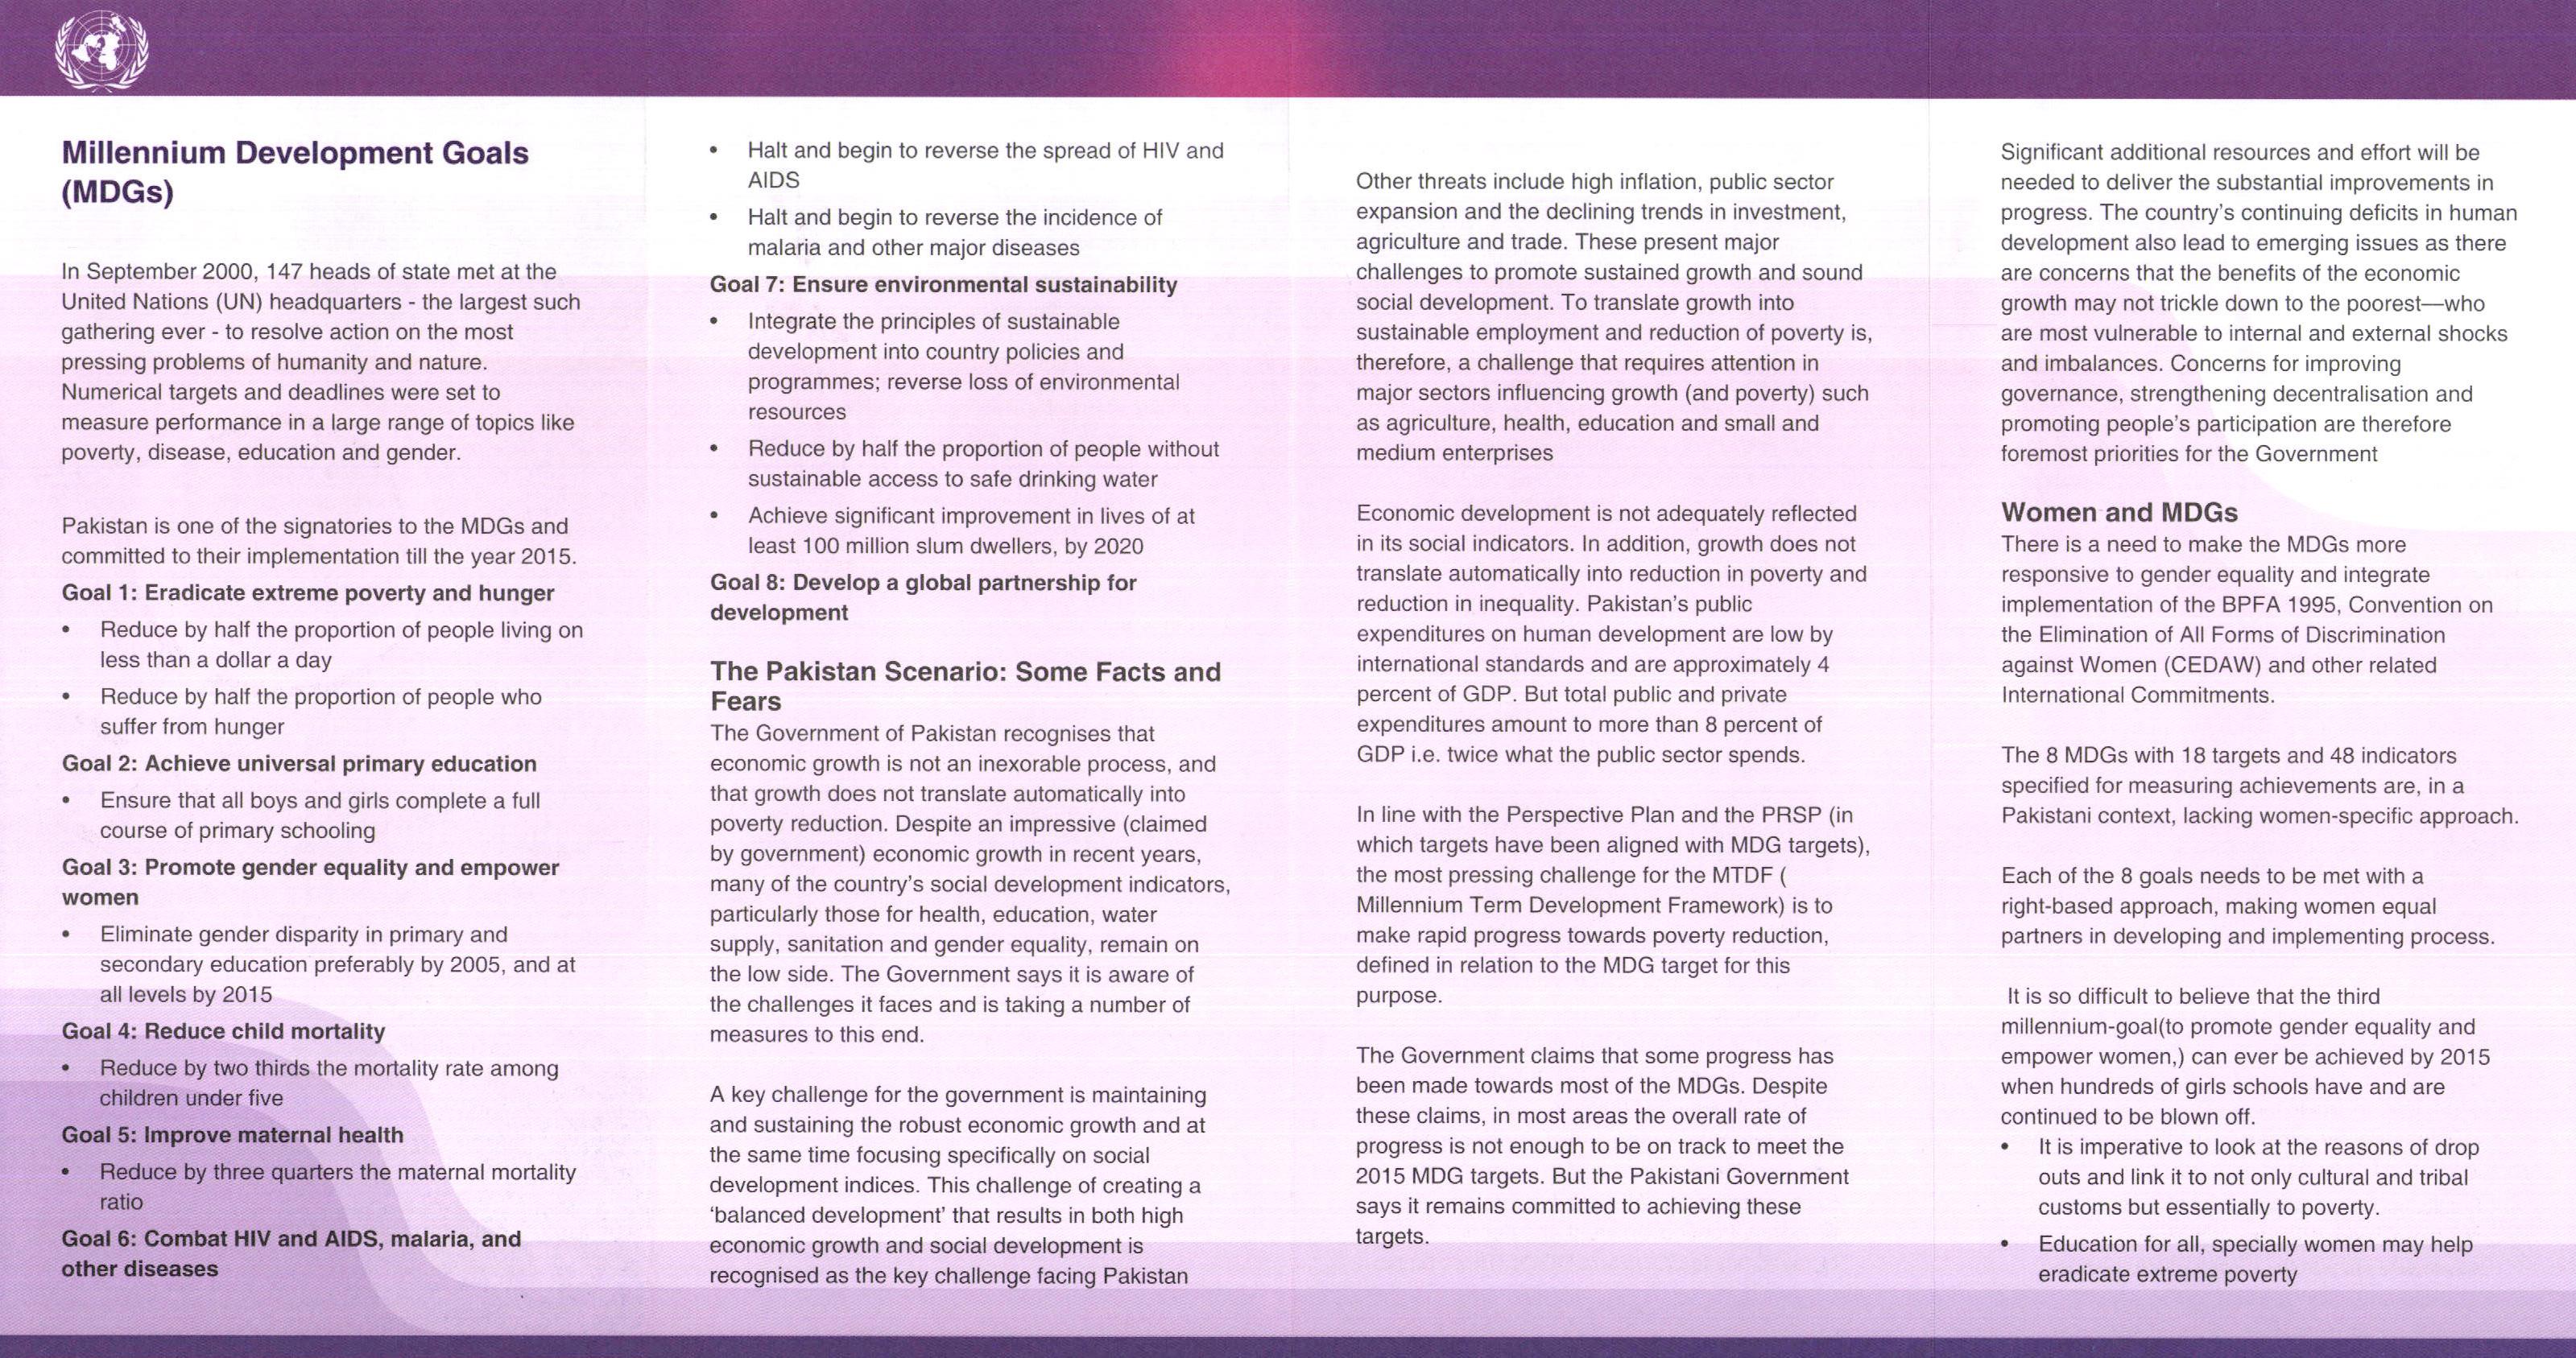 Millennium Development Goals
(MDGs)
In September 2000, 147 heads of state met at the
United Nations (UN) headquarters - the largest such
gathering ever - to resolve action on the most
pressing problems of humanity and nature.
Numerical targets and deadlines were set to
measure performance in a large range of topics like
poverty, disease, education and gender.
Pakistan is one of the signatories to the MDGs and
committed to their implementation till the year 2015.
Goal 1: Eradicate extreme poverty and hunger
• Reduce by half the proportion of people living on
less than a dollar a day
• Reduce by half the proportion of people who
suffer from hunger
Goal 2: Achieve universal primary education
• Ensure that all boys and girls complete a full
course of primary schooling
Goal 3: Promote gender equality and empower
women
• Eliminate gender disparity in primary and
secondary education preferably by 2005, and at
all levels by 2015
Goal 4: Reduce child mortality
• Reduce by two thirds the mortality rate among
children under five
Goal 5: Improve maternal health
• Reduce by three quarters the maternal mortality
ratio
Goal 6: Combat HIV and AIDS, malaria, and
other diseases
• Halt and begin to reverse the spread of HIV and
AIDS
• Halt and begin to reverse the incidence of
malaria and other major diseases
Goal 7: Ensure environmental sustainability
• Integrate the principles of sustainable
development into country policies and
programmes; reverse loss of environmental
resources
• Reduce by half the proportion of people without
sustainable access to safe drinking water
• Achieve significant improvement in lives of at
least 100 million slum dwellers, by 2020
Goal 8: Develop a global partnership for
development
The Pakistan Scenario: Some Facts and
Fears
The Government of Pakistan recognises that
economic growth is not an inexorable process, and
that growth does not translate automatically into
poverty reduction. Despite an impressive (claimed
by government) economic growth in recent years,
many of the country's social development indicators,
particularly those for health, education, water
supply, sanitation and gender equality, remain on
the low side. The Government says it is aware of
the challenges it faces and is taking a number of
measures to this end.
A key challenge for the government is maintaining
and sustaining the robust economic growth and at
the same time focusing specifically on social
development indices. This challenge of creating a
'balanced development' that results in both high
economic growth and social development is
recognised as the key challenge facing Pakistan
Other threats include high inflation, public sector
expansion and the declining trends in investment,
agriculture and trade. These present major
challenges to promote sustained growth and sound
social development. To translate growth into
sustainable employment and reduction of poverty is,
therefore, a challenge that requires attention in
major sectors influencing growth (and poverty) such
as agriculture, health, education and small and
medium enterprises
Economic development is not adequately reflected
in its social indicators. In addition, growth does not
translate automatically into reduction in poverty and
reduction in inequality. Pakistan's public
expenditures on human development are low by
international standards and are approximately 4
percent of GDP. But total public and private
expenditures amount to more than 8 percent of
GDP i.e. twice what the public sector spends.
In line with the Perspective Plan and the PRSP (in
which targets have been aligned with MDG targets),
the most pressing challenge for the MTDF (
Millennium Term Development Framework) is to
make rapid progress towards poverty reduction,
defined in relation to the MDG target for this
purpose.
The Government claims that some progress has
been made towards most of the MDGs. Despite
these claims, in most areas the overall rate of
progress is not enough to be on track to meet the
2015 MDG targets. But the Pakistani Government
says it remains committed to achieving these
targets.
Significant additional resources and effort will be
needed to deliver the substantial improvements in
progress. The country's continuing deficits in human
development also lead to emerging issues as there
are concerns that the benefits of the economic
growth may not trickle down to the poorest—who
are most vulnerable to internal and external shocks
and imbalances. Concerns for improving
governance, strengthening decentralisation and
promoting people's participation are therefore
foremost priorities for the Government
Women and MDGs
There is a need to make the MDGs more
responsive to gender equality and integrate
implementation of the BPFA 1995, Convention on
the Elimination of All Forms of Discrimination
against Women (CEDAW) and other related
International Commitments.
The 8 MDGs with 18 targets and 48 indicators
specified for measuring achievements are, in a
Pakistani context, lacking women-specific approach.
Each of the 8 goals needs to be met with a
right-based approach, making women equal
partners in developing and implementing process.
It is so difficult to believe that the third
millennium-goal(to promote gender equality and
empower women,) can ever be achieved by 2015
when hundreds of girls schools have and are
continued to be blown off.
• It is imperative to look at the reasons of drop
outs and link it to not only cultural and tribal
customs but essentially to poverty.
• Education for all, specially women may help
eradicate extreme poverty